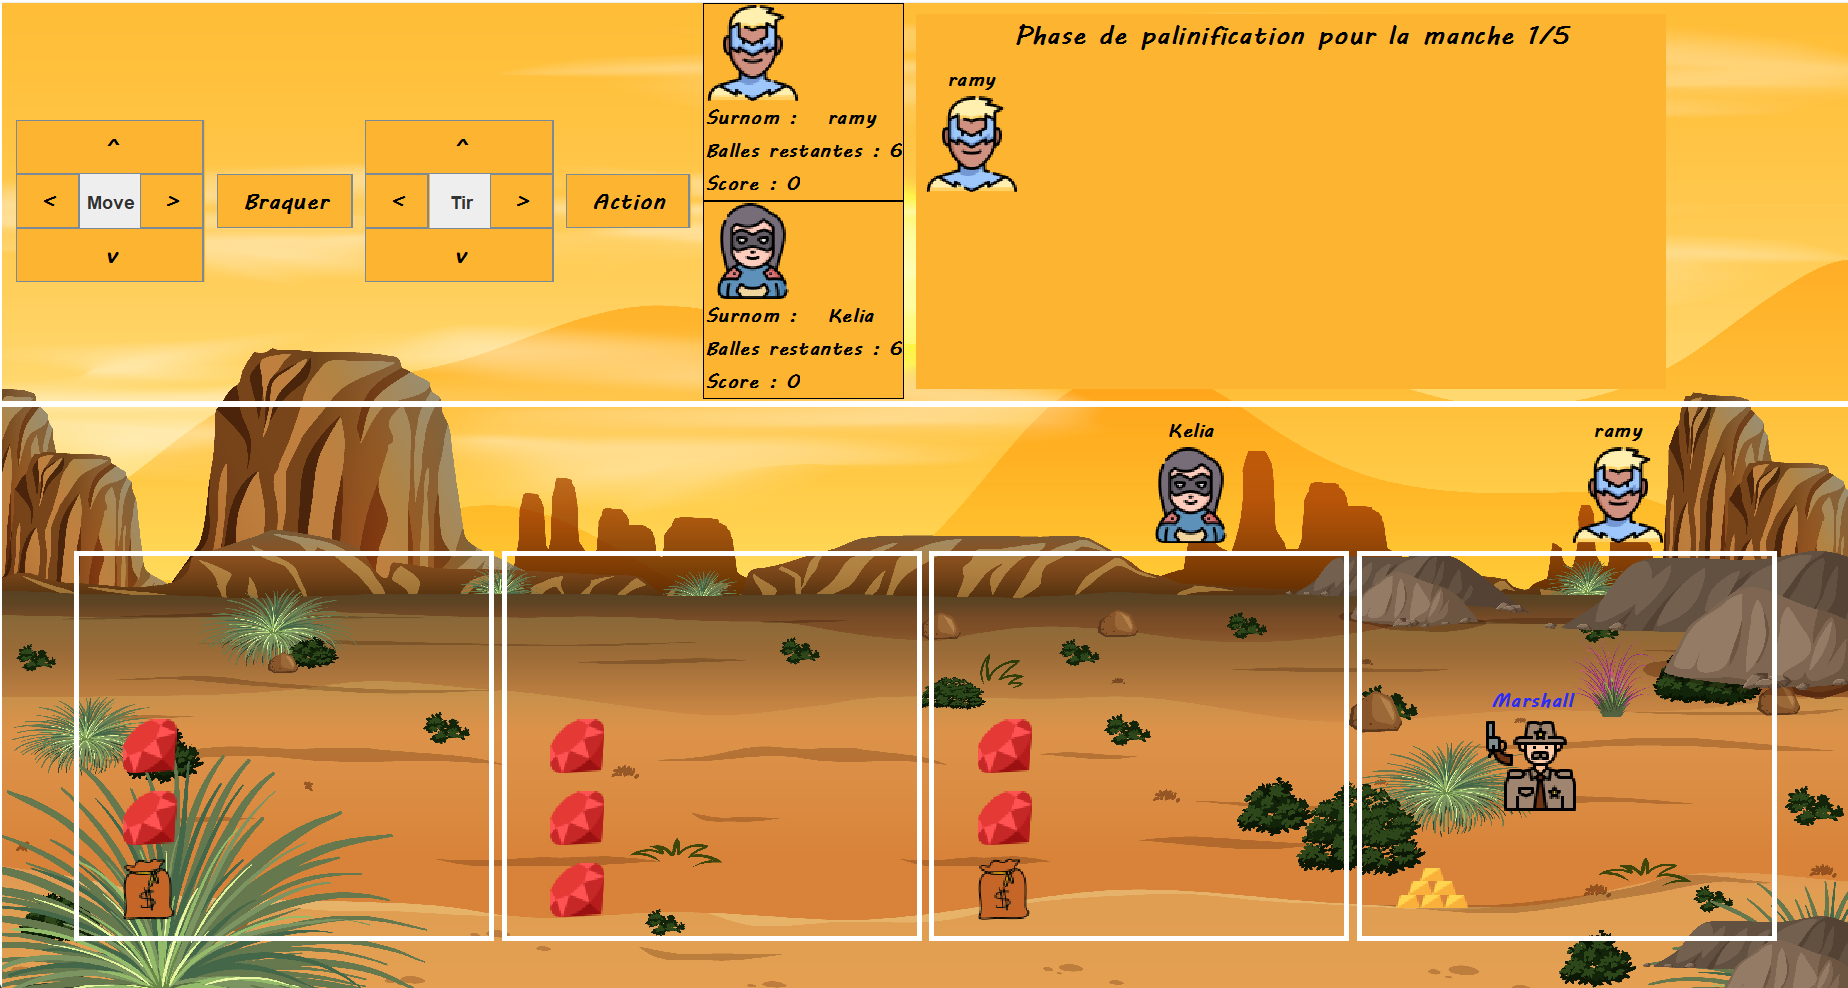 ^
< Move >
v
Braquer
^
< Tir >
v
Action
Surnom : ramy
Balles restantes : 6
Score : 0
Surnom : Kelia
Balles restantes : 6
Score : 0
Phase de palinification pour la manche 1/5
ramy
Kelia
ramy
Marshall
$
$